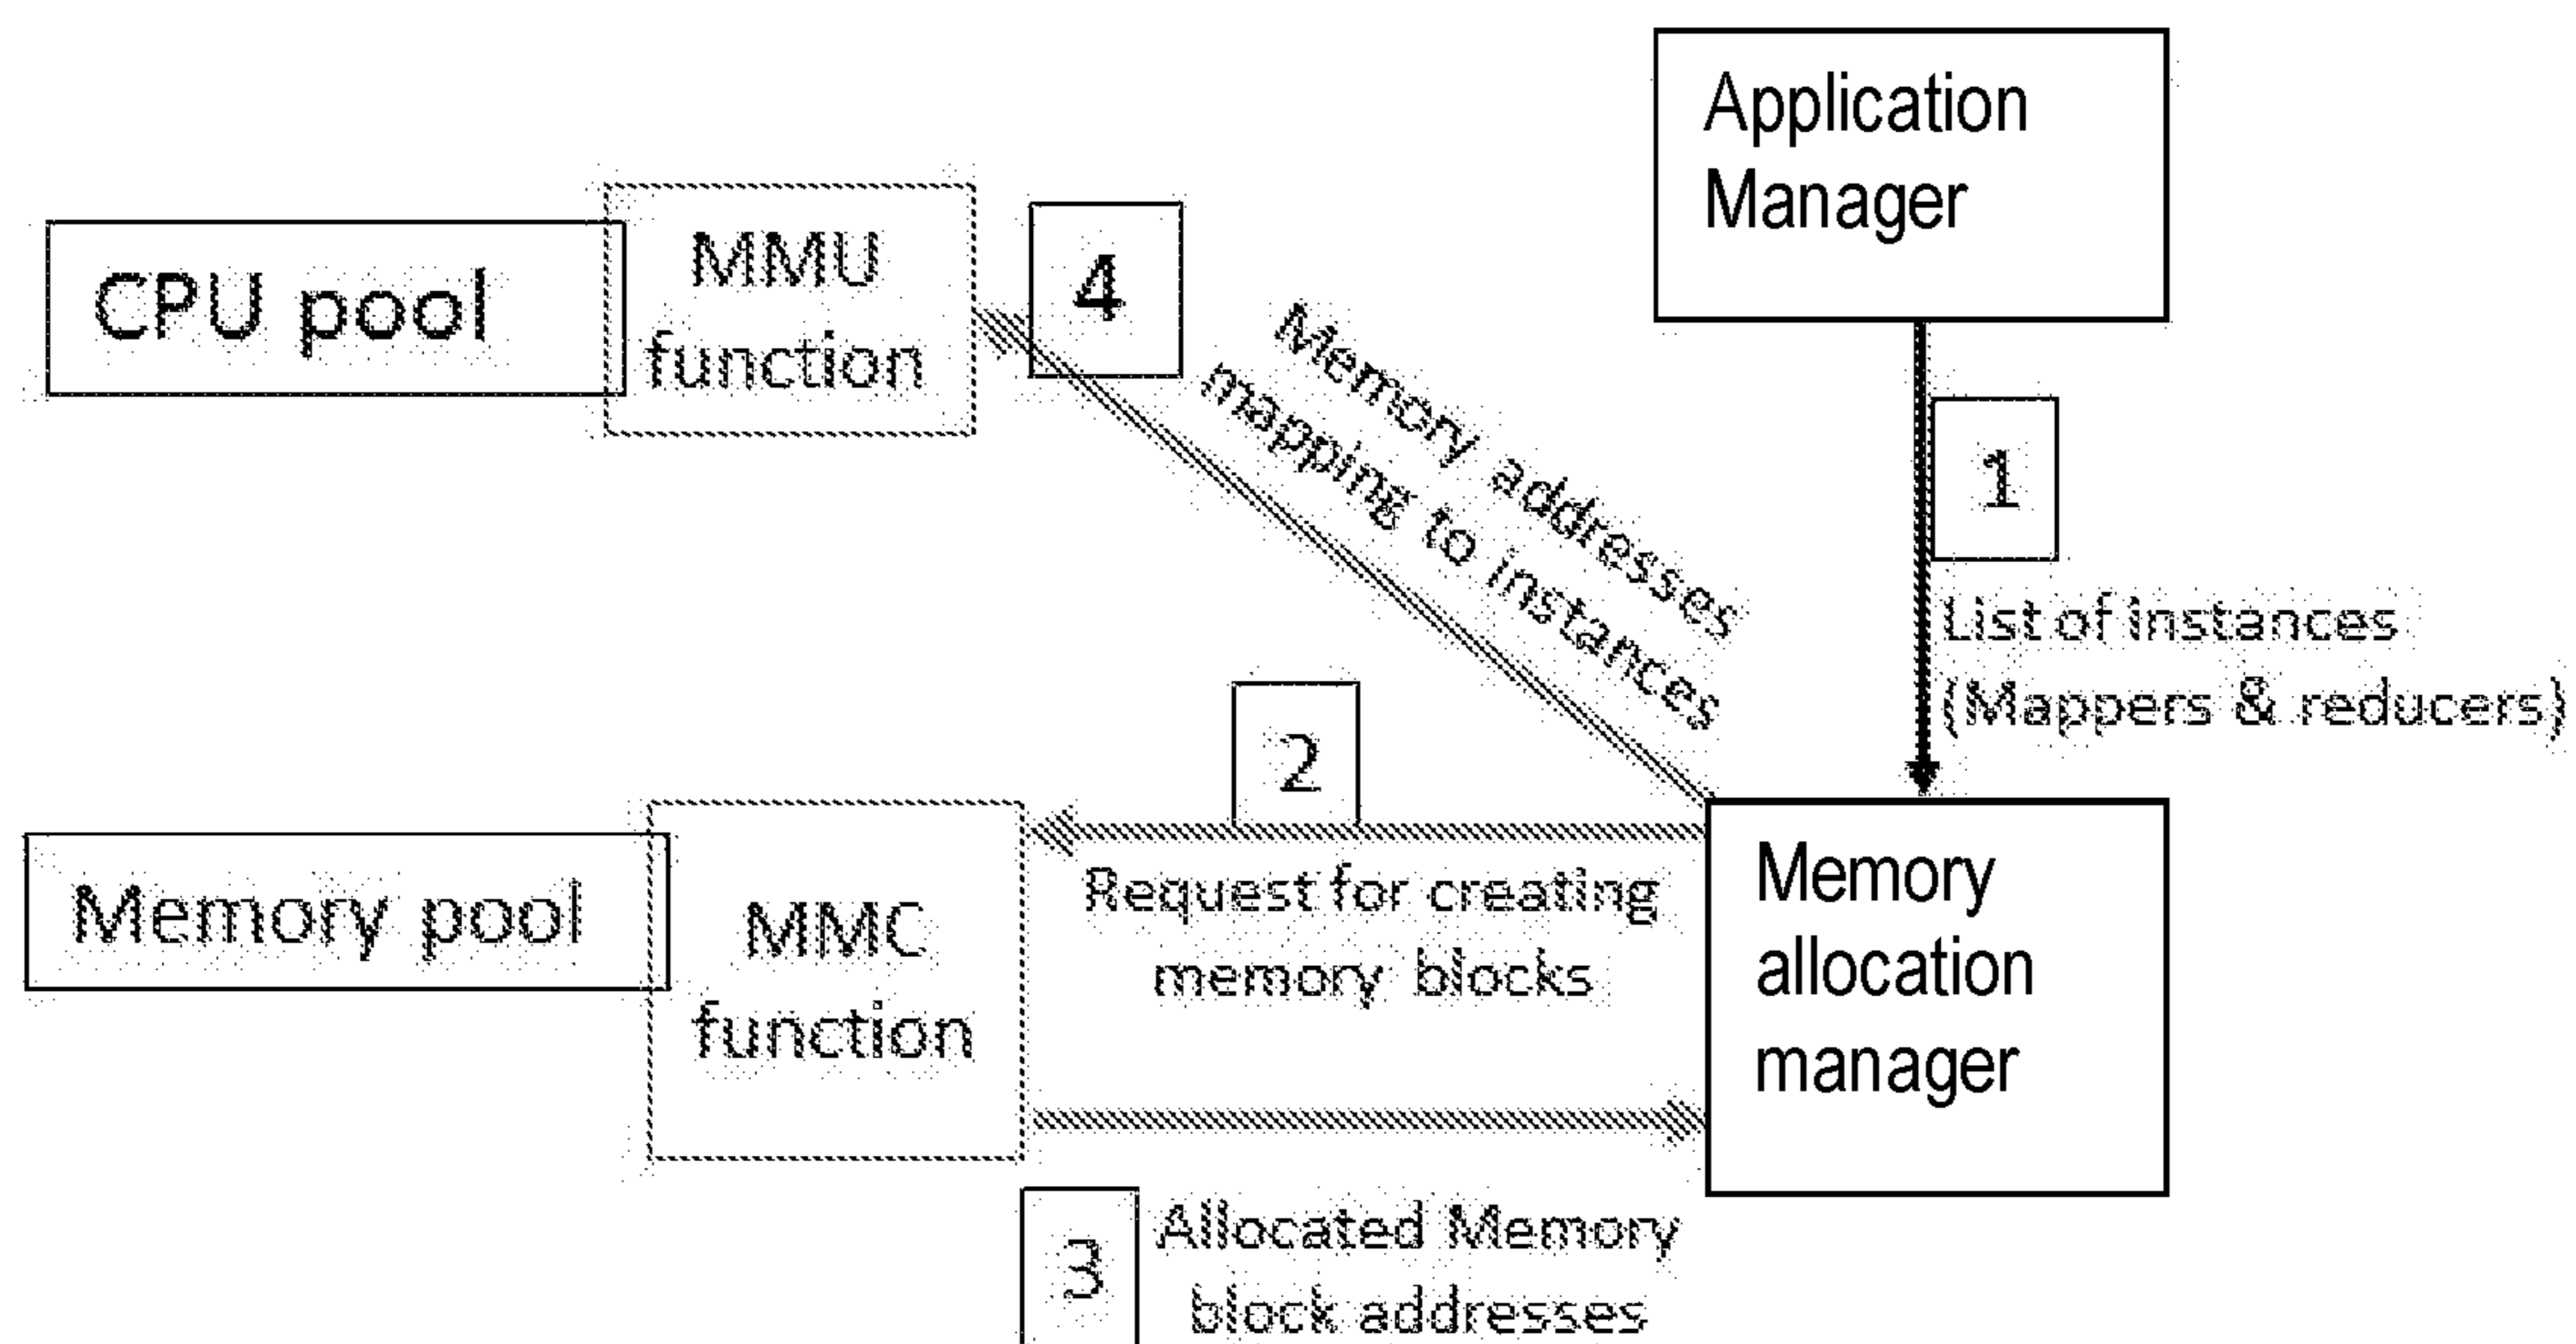 Application
Manager
CPU pool
MMU
function
4
Memory addresses
mapping to instances
1
List of instances
(Mappers & reducers)
2
Request for creating
memory blocks
Memory pool
MMC
function
Memory
allocation
manager
3
Allocated Memory
block addresses